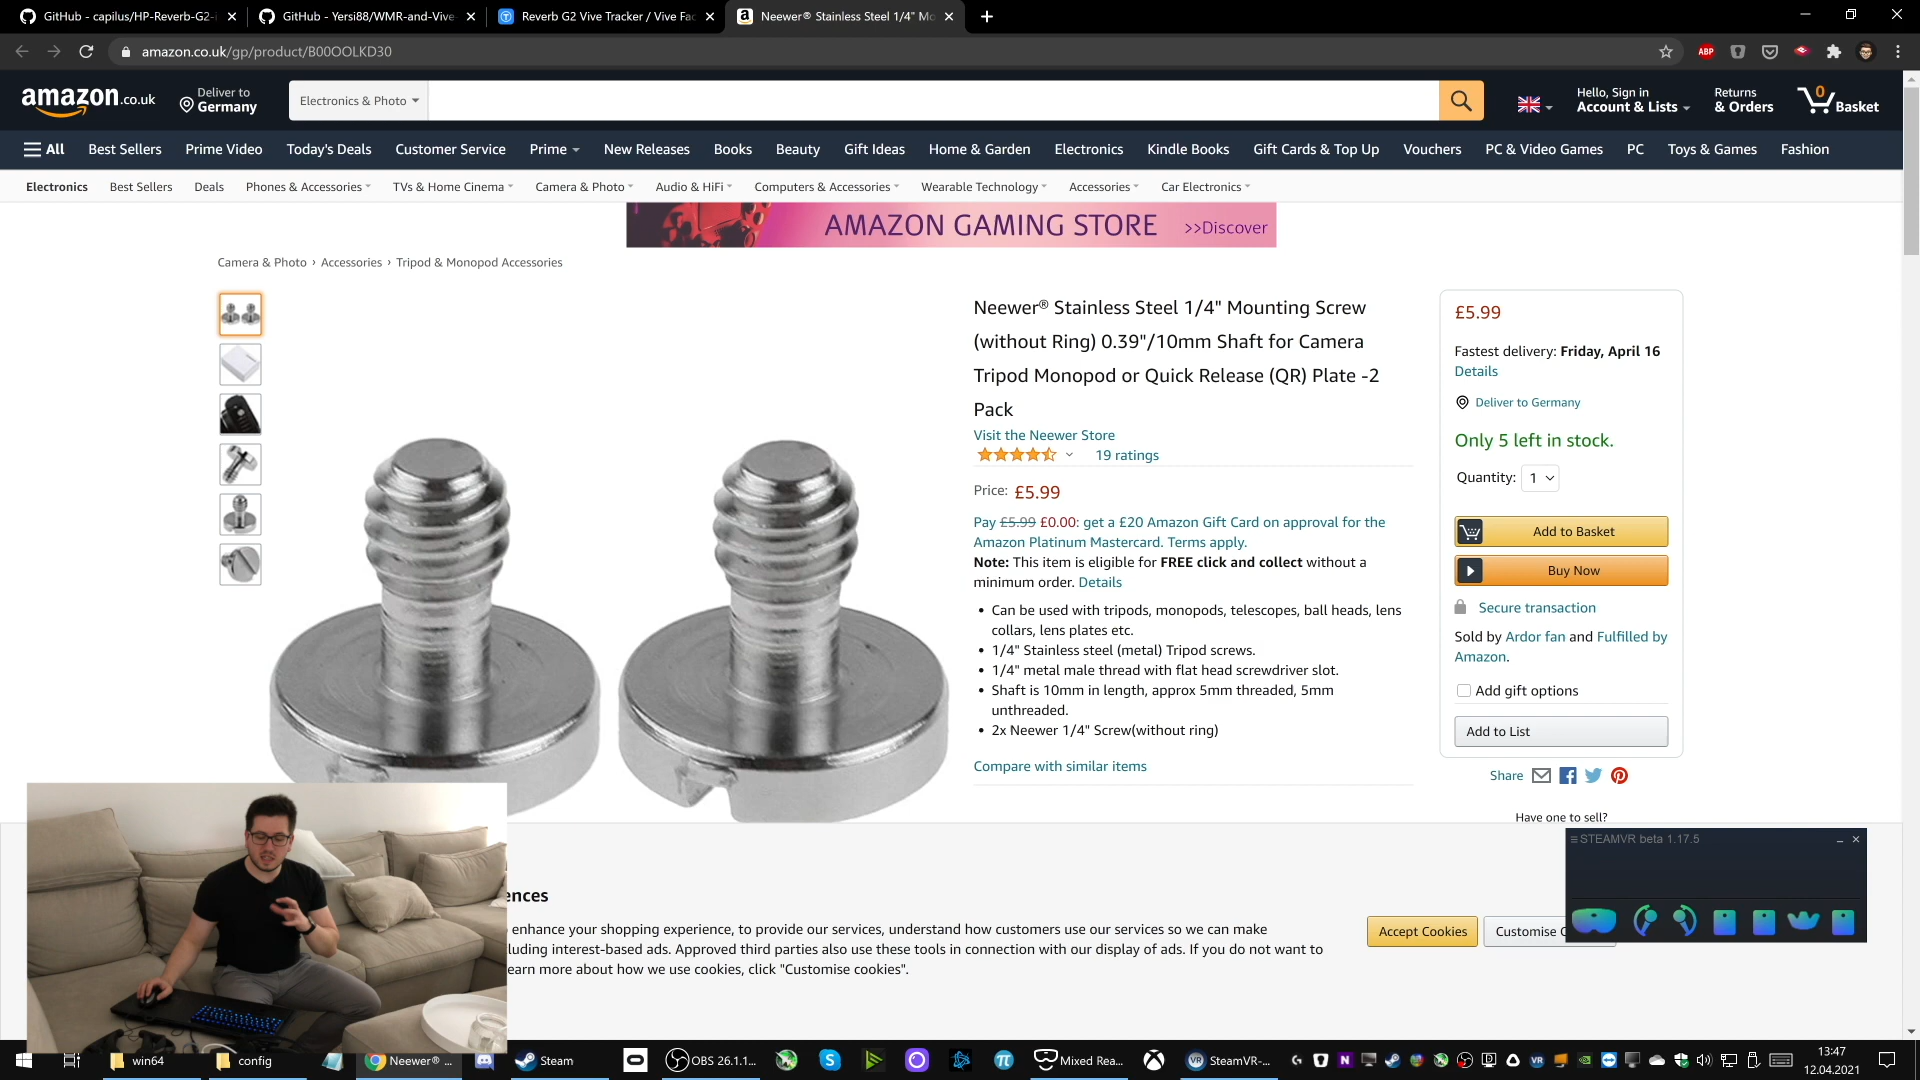 GitHub - capilus/HP-Reverb-G2-
GitHub - Yersi88/WMR-and-Vive-
Reverb G2 Vive Tracker / Vive Fac
Neewer® Stainless Steel 1/4" Mo
amazon.co.uk/gp/product/B00OOLKD30
ABP
amazon.co.uk
Deliver to
Germany
Electronics & Photo
Hello, Sign in
Account & Lists
Returns
& Orders
0
Basket
All
Best Sellers
Prime Video
Today's Deals
Customer Service
Prime
New Releases
Books
Beauty
Gift Ideas
Home & Garden
Electronics
Kindle Books
Gift Cards & Top Up
Vouchers
PC & Video Games
PC
Toys & Games
Fashion
Electronics
Best Sellers
Deals
Phones & Accessories
TVs & Home Cinema
Camera & Photo
Audio & HiFi
Computers & Accessories
Wearable Technology
Accessories
Car Electronics
AMAZON GAMING STORE >>Discover
Camera & Photo › Accessories › Tripod & Monopod Accessories
Neewer® Stainless Steel 1/4" Mounting Screw
(without Ring) 0.39"/10mm Shaft for Camera
Tripod Monopod or Quick Release (QR) Plate -2
Pack
Visit the Neewer Store
19 ratings
Price: £5.99
Pay £5.99 £0.00: get a £20 Amazon Gift Card on approval for the
Amazon Platinum Mastercard. Terms apply.
Note: This item is eligible for FREE click and collect without a
minimum order. Details
• Can be used with tripods, monopods, telescopes, ball heads, lens
collars, lens plates etc.
• 1/4" Stainless steel (metal) Tripod screws.
• 1/4" metal male thread with flat head screwdriver slot.
• Shaft is 10mm in length, approx 5mm threaded, 5mm
unthreaded.
• 2x Neewer 1/4" Screw(without ring)
Compare with similar items
£5.99
Fastest delivery: Friday, April 16
Details
Deliver to Germany
Only 5 left in stock.
Quantity: 1
Add to Basket
Buy Now
Secure transaction
Sold by Ardor fan and Fulfilled by
Amazon.
Add gift options
Add to List
Share
Have one to sell?
STEAMVR beta 1.17.5
ences
enhance your shopping experience, to provide our services, understand how customers use our services so we can make
luding interest-based ads. Approved third parties also use these tools in connection with our display of ads. If you do not want to
earn more about how we use cookies, click "Customise cookies".
Accept Cookies
Customise C
win64
config
Neewer® ...
Steam
OBS 26.1.1...
Mixed Rea...
VR
SteamVR-...
13:47
12.04.2021